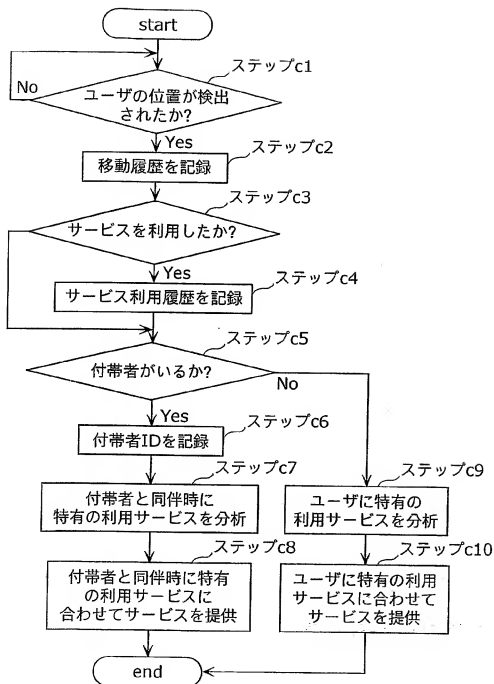 start
ステップc1
No
ユーザの位置が検出
されたか?
Yes
ステップc2
移動履歴を記録
ステップc3
サービスを利用したか?
Yes
ステップc4
サービス利用履歴を記録
ステップc5
付帯者がいるか?
No
Yes
ステップc6
付帯者IDを記録
ステップc7
付帯者と同伴時に
特有の利用サービスを分析
ステップc9
ユーザに特有の
利用サービスを分析
ステップc8
付帯者と同伴時に特有
の利用サービスに
合わせてサービスを提供
ステップc10
ユーザに特有の利用
サービスに合わせて
サービスを提供
end